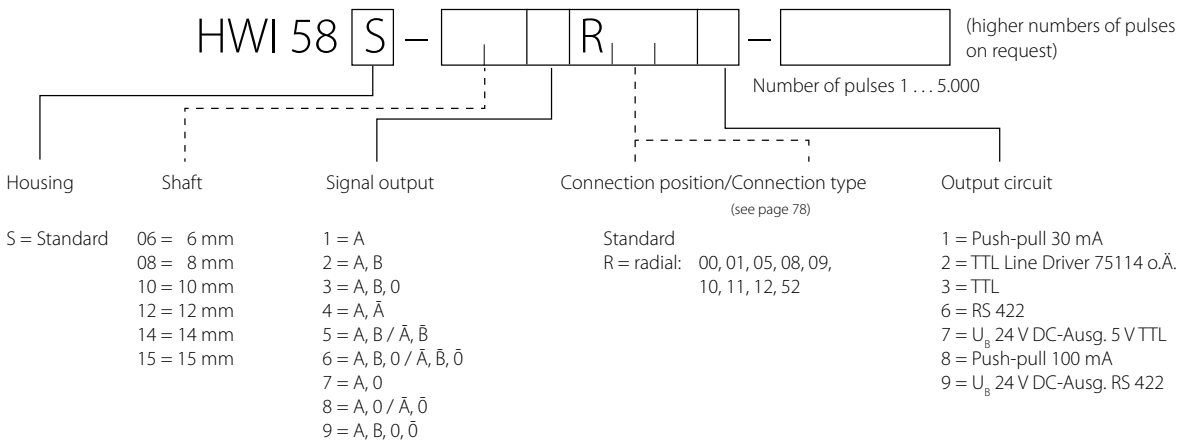 HWI 58 S – R – (higher numbers of pulses
on request)
Number of pulses 1 . . . 5.000
Housing Shaft Signal output Connection position/Connection type Output circuit
(see page 78)
S = Standard 06 = 6 mm 1 = A Standard 1 = Push-pull 30 mA
08 = 8 mm 2 = A, B R = radial: 00, 01, 05, 08, 09, 2 = TTL Line Driver 75114 o.Ä.
10 = 10 mm 3 = A, B, 0 10, 11, 12, 52 3 = TTL
12 = 12 mm 4 = A, Ā 6 = RS 422
14 = 14 mm 5 = A, B / Ā, B̄ 7 = U_B 24 V DC-Ausg. 5 V TTL
15 = 15 mm 6 = A, B, 0 / Ā, B̄, 0̄ 8 = Push-pull 100 mA
7 = A, 0 9 = U_B 24 V DC-Ausg. RS 422
8 = A, 0 / Ā, 0̄
9 = A, B, 0, 0̄